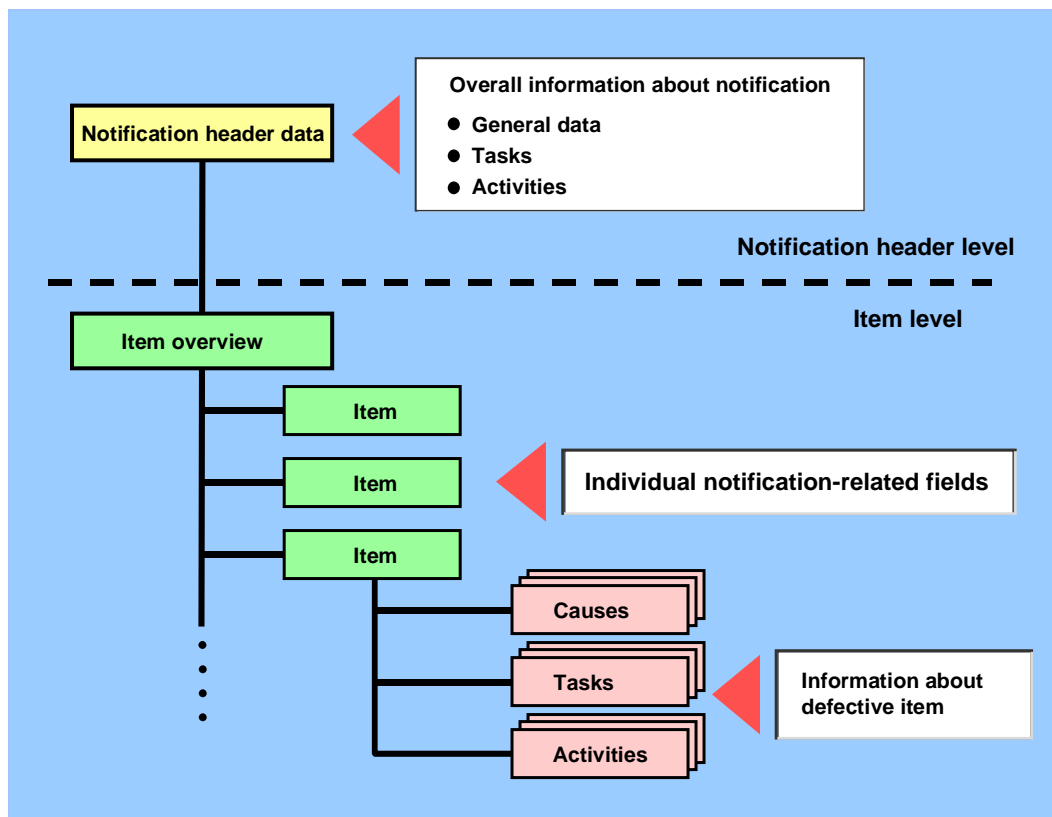 Overall information about notification
Notification header data
● General data
● Tasks
● Activities
Notification header level
Item level
Item overview
Item
Item
Individual notification-related fields
Item
Causes
Tasks
Information about
defective item
Activities